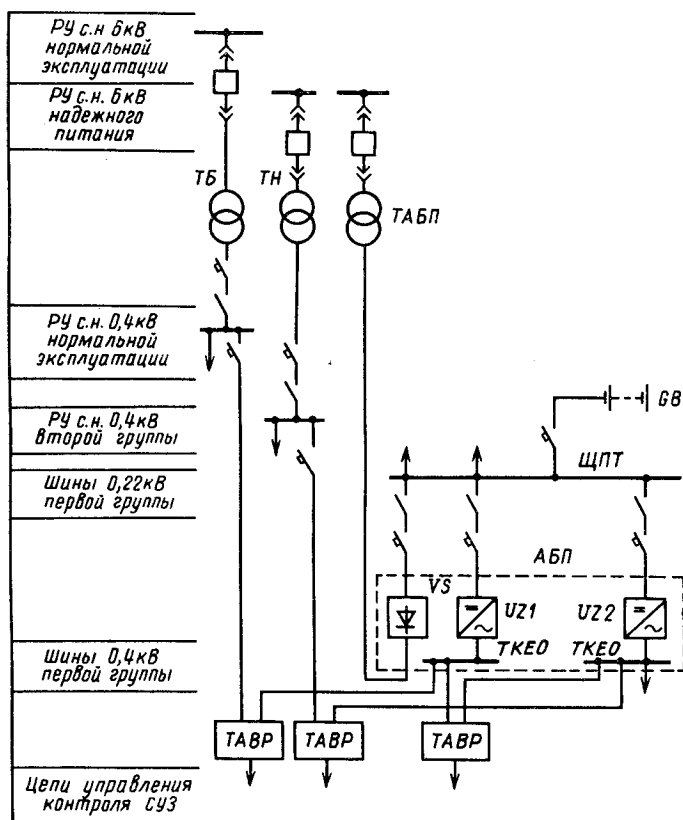 РУ с.н 6кВ
нормальной
эксплуатации
РУ с.н. 6кВ
надежного
питания
ТБ
ТН
ТАБП
РУ с.н. 0,4кВ
нормальной
эксплуатации
GB
РУ с.н. 0,4кВ
второй группы
ЩПТ
Шины 0,22кВ
первой группы
АБП
VS
UZ1
UZ2
ТКЕО
ТКЕО
Шины 0,4кВ
первой группы
ТАВР
ТАВР
ТАВР
Цепи управления
контроля СУЗ